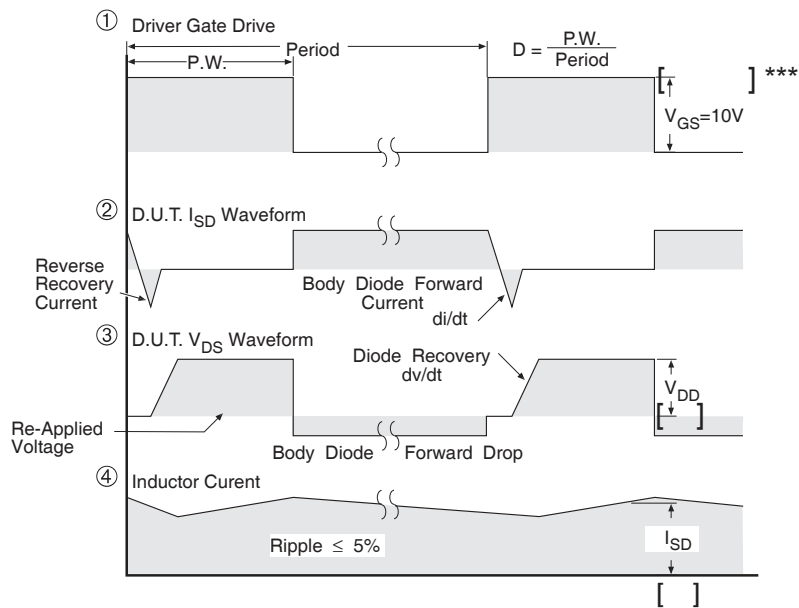 ① Driver Gate Drive
Period
P.W.
D = P.W. / Period
[ ] ***
V_GS=10V
② D.U.T. I_SD Waveform
Reverse
Recovery
Current
Body Diode Forward
Current
di/dt
③ D.U.T. V_DS Waveform
Diode Recovery
dv/dt
V_DD
[ ]
Re-Applied
Voltage
Body Diode Forward Drop
④ Inductor Curent
Ripple ≤ 5%
I_SD
[ ]